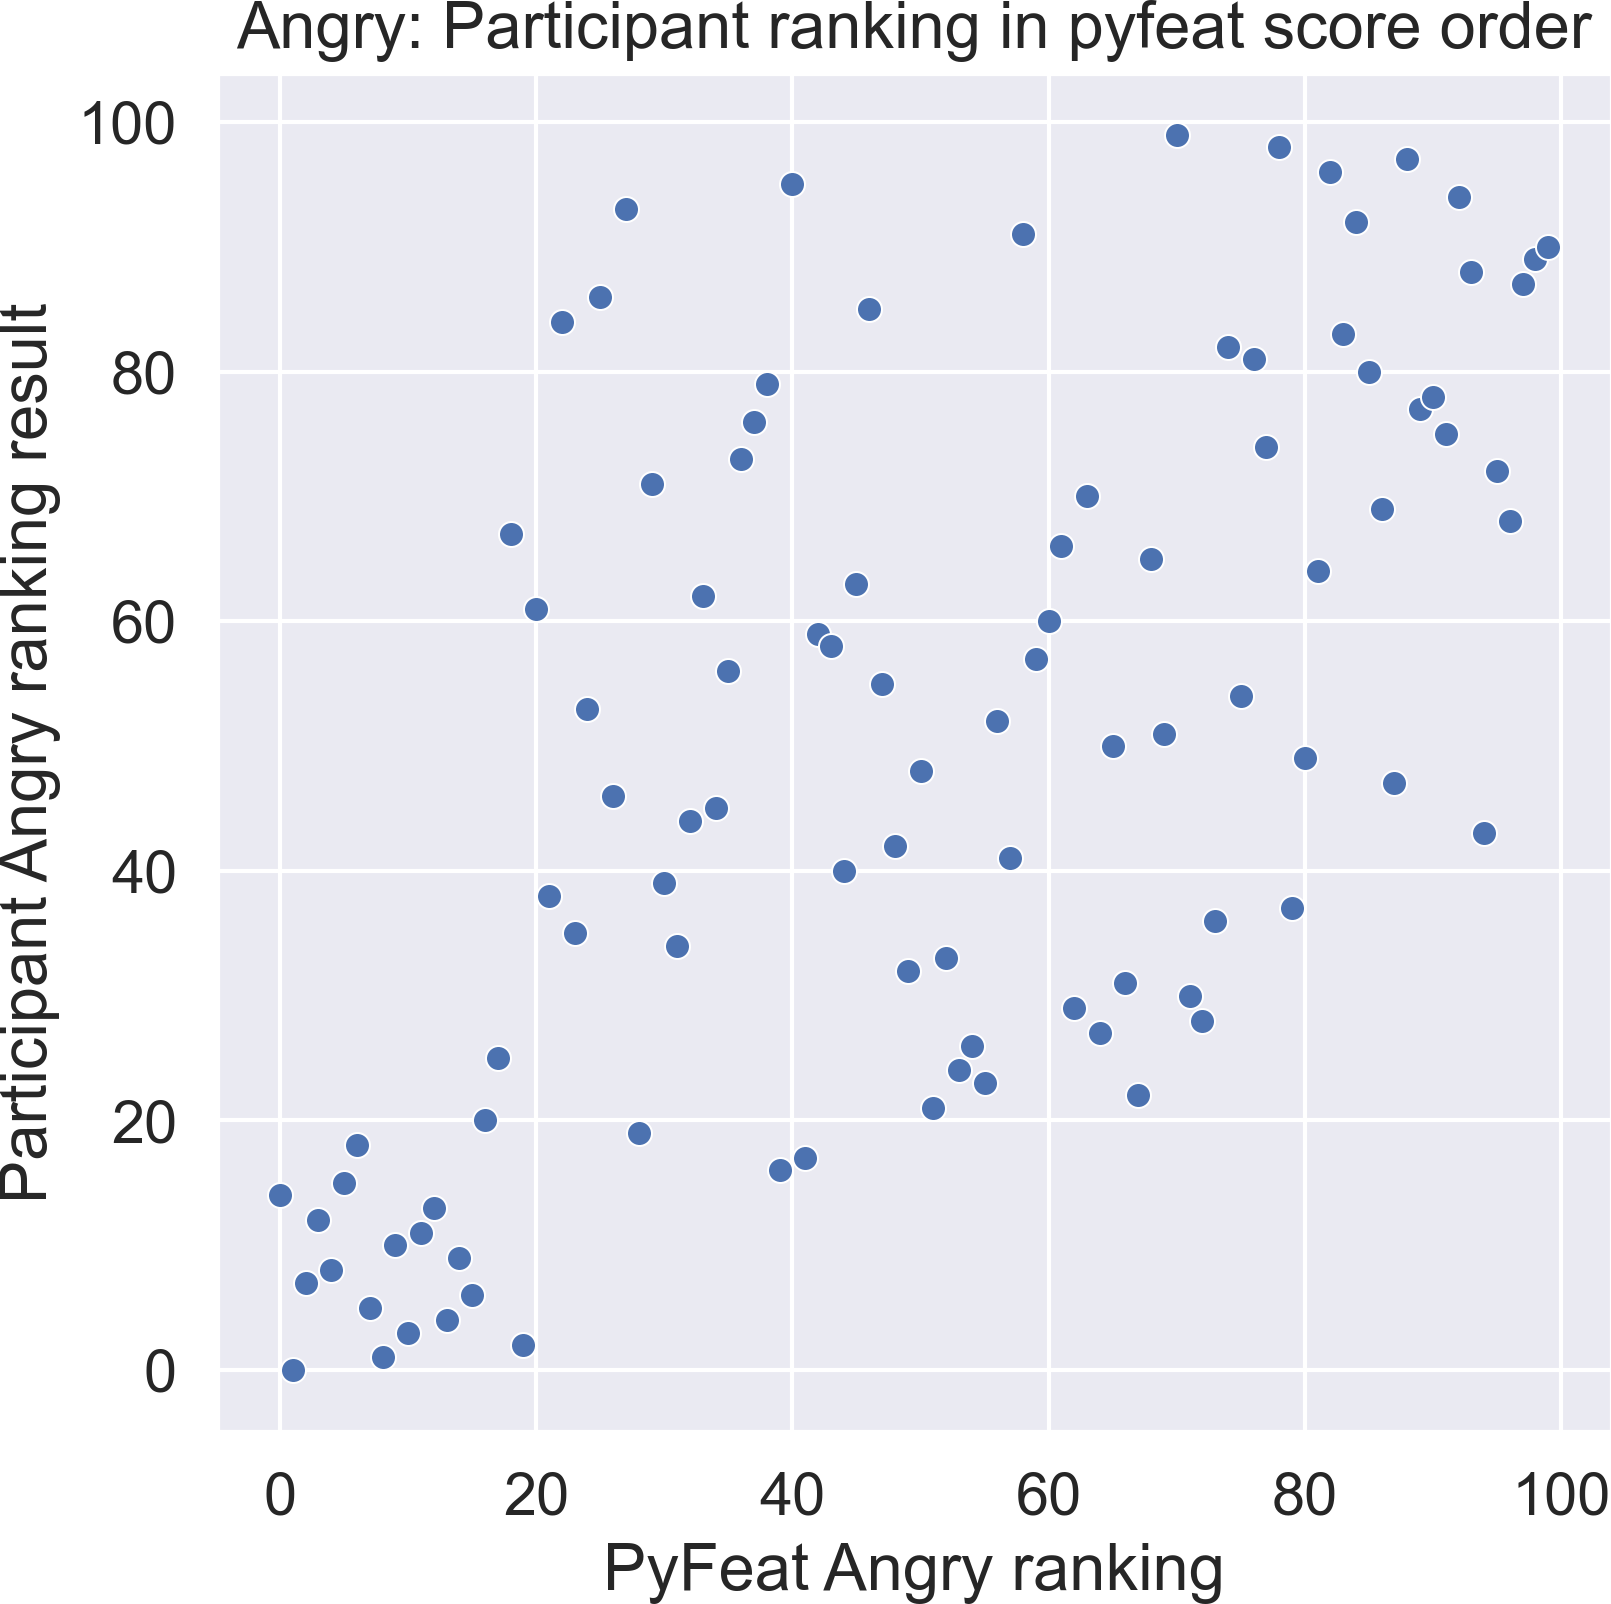 Angry: Participant ranking in pyfeat score order
Participant Angry ranking result
100
80
60
40
20
0
0 20 40 60 80 100
PyFeat Angry ranking